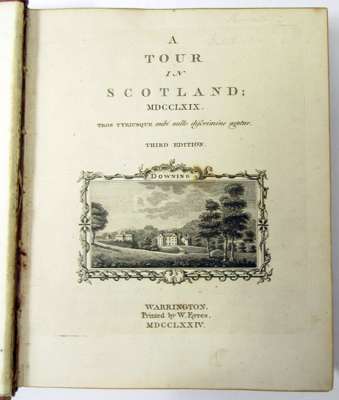 A
TOUR
IN
SCOTLAND;
MDCCLXIX.
TROS TYRIUSQUE mihi nullo discrimine agetur.
THIRD EDITION.
DOWNING
WARRINGTON,
Printed by W. Eyres,
MDCCLXXIV.